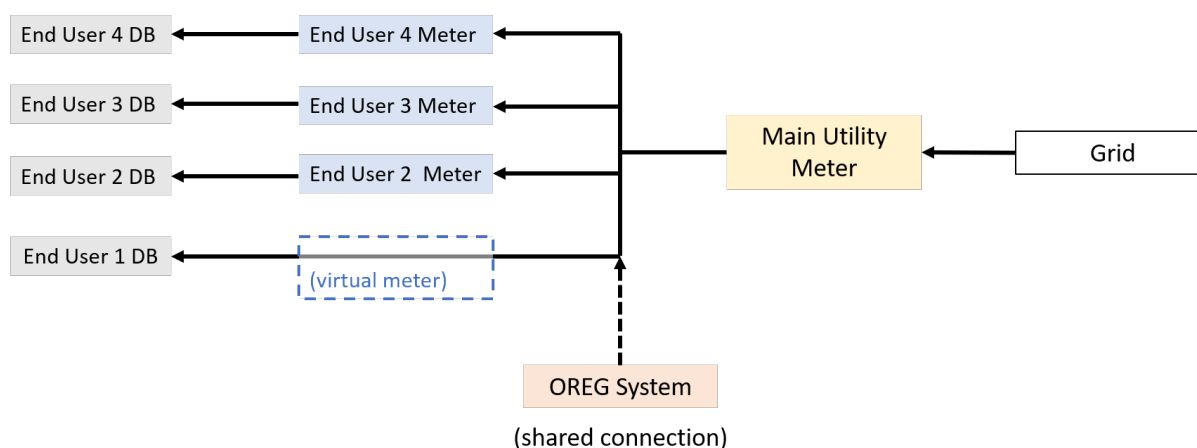 End User 4 DB
End User 4 Meter
End User 3 DB
End User 3 Meter
Main Utility
Meter
Grid
End User 2 DB
End User 2  Meter
End User 1 DB
(virtual meter)
OREG System
(shared connection)